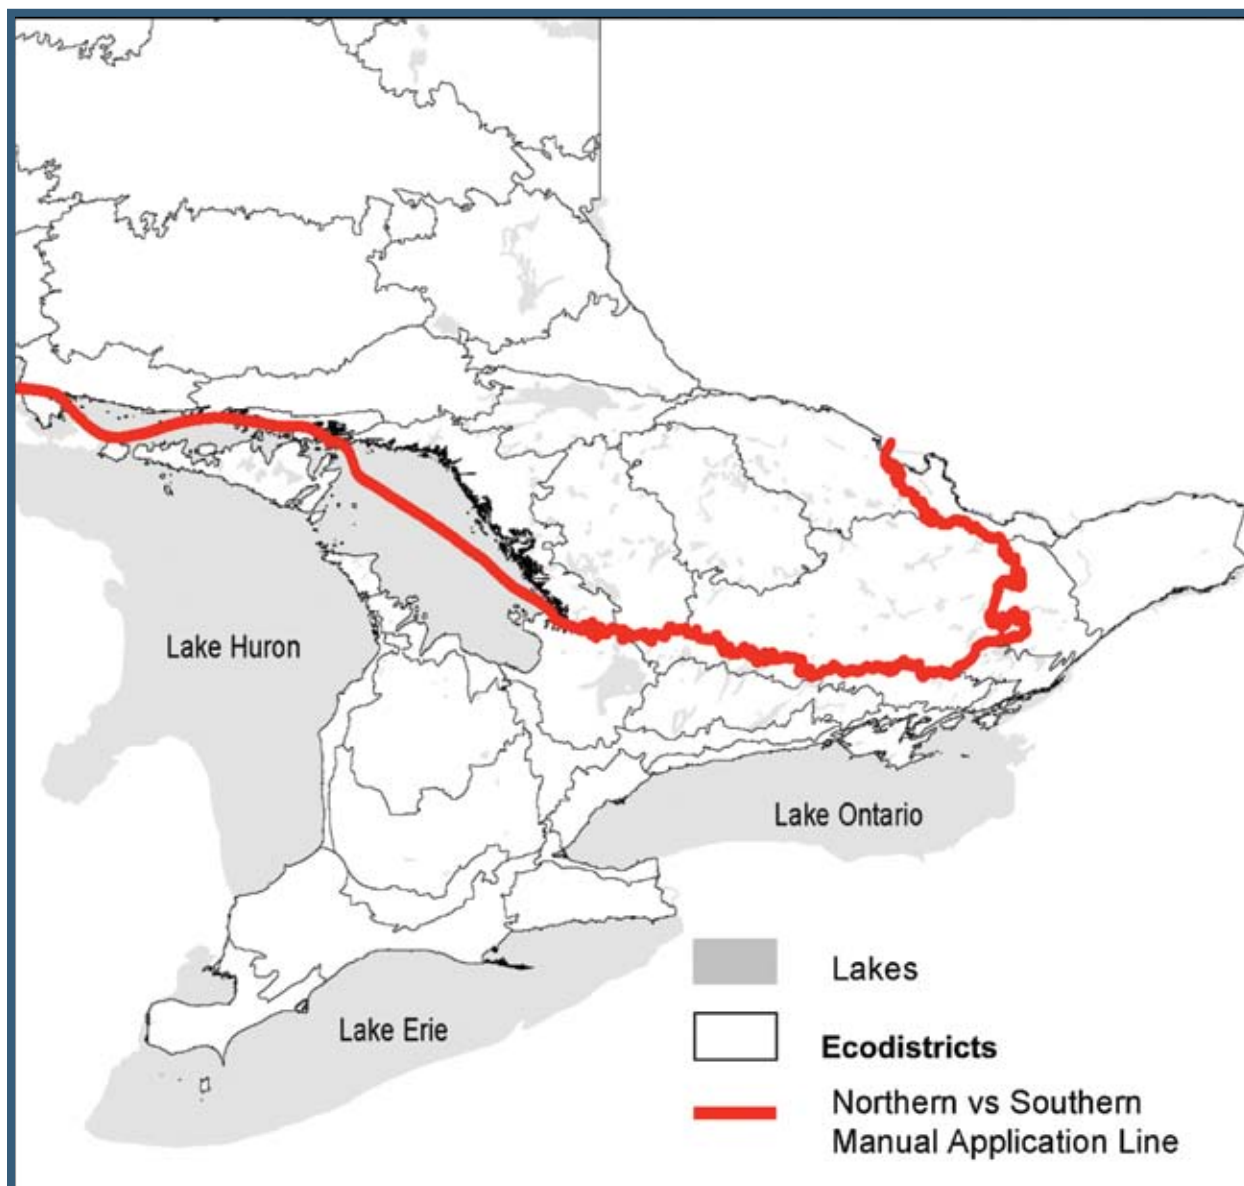 Lake Huron
Lake Ontario
Lake Erie
Lakes
Ecodistricts
Northern vs Southern
Manual Application Line